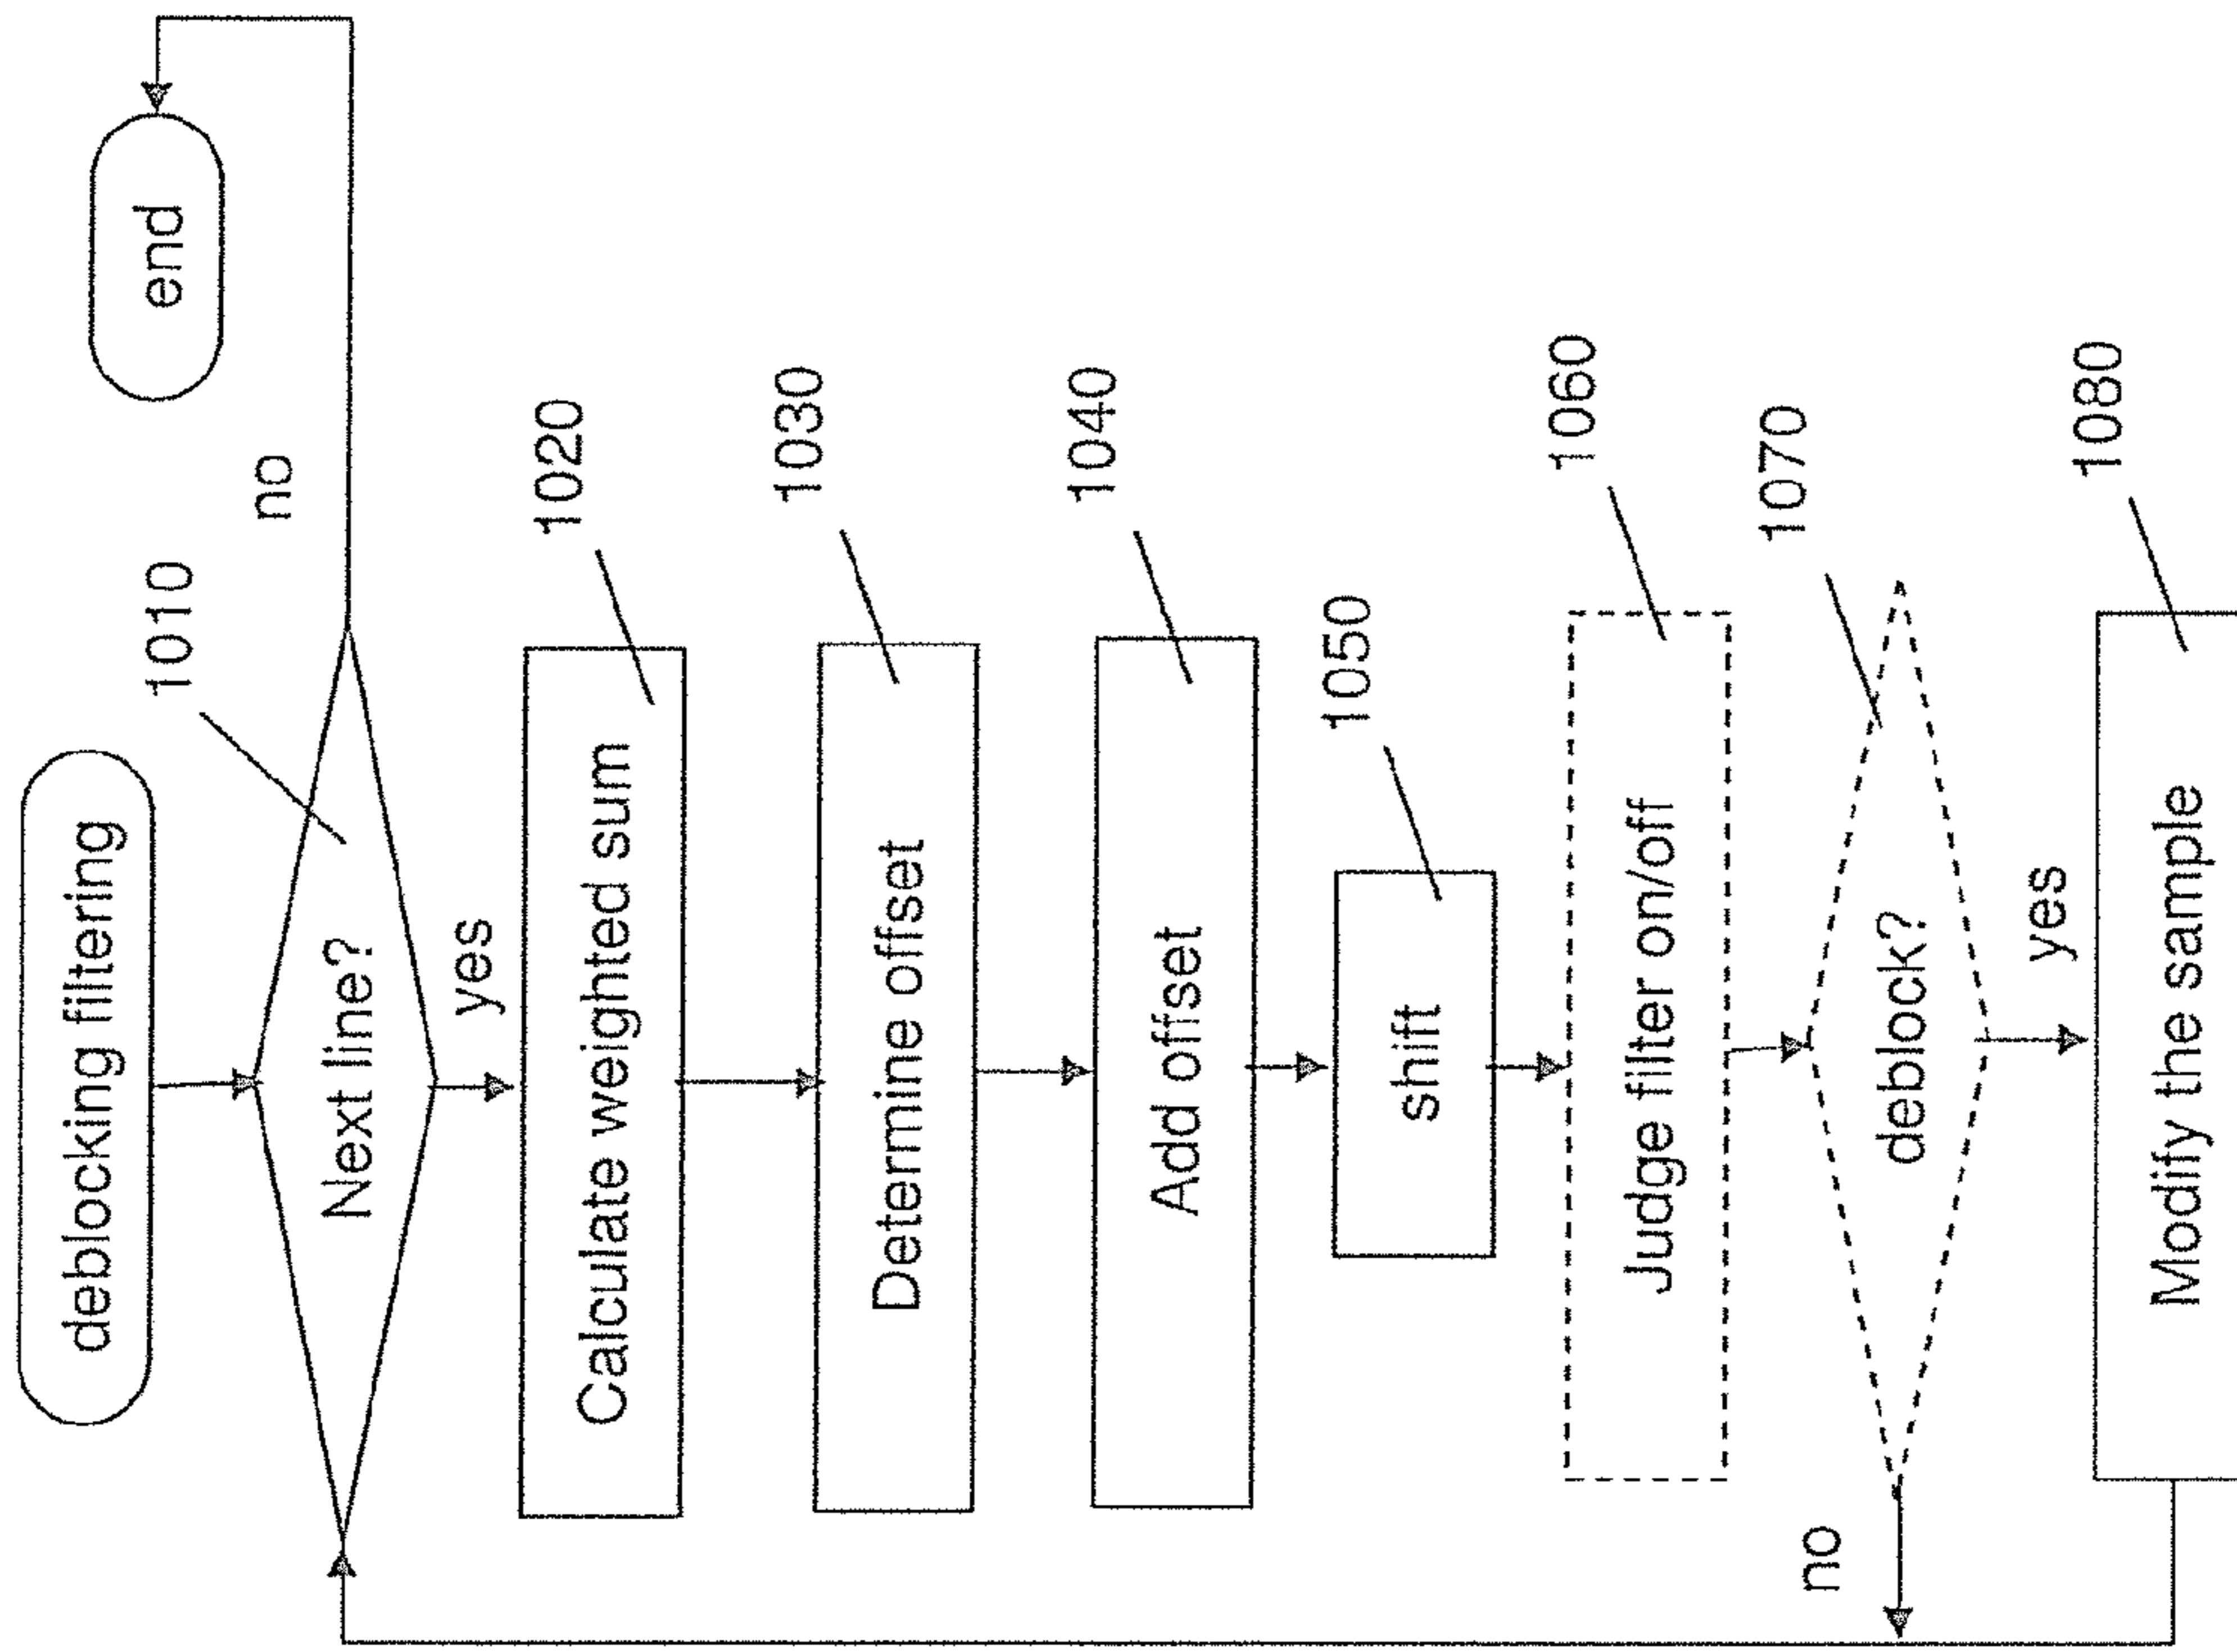 deblocking filtering
end
1010
Next line?
no
yes
1020
Calculate weighted sum
1030
Determine offset
1040
Add offset
1050
shift
1060
Judge filter on/off
1070
deblock?
no
yes
1080
Modify the sample